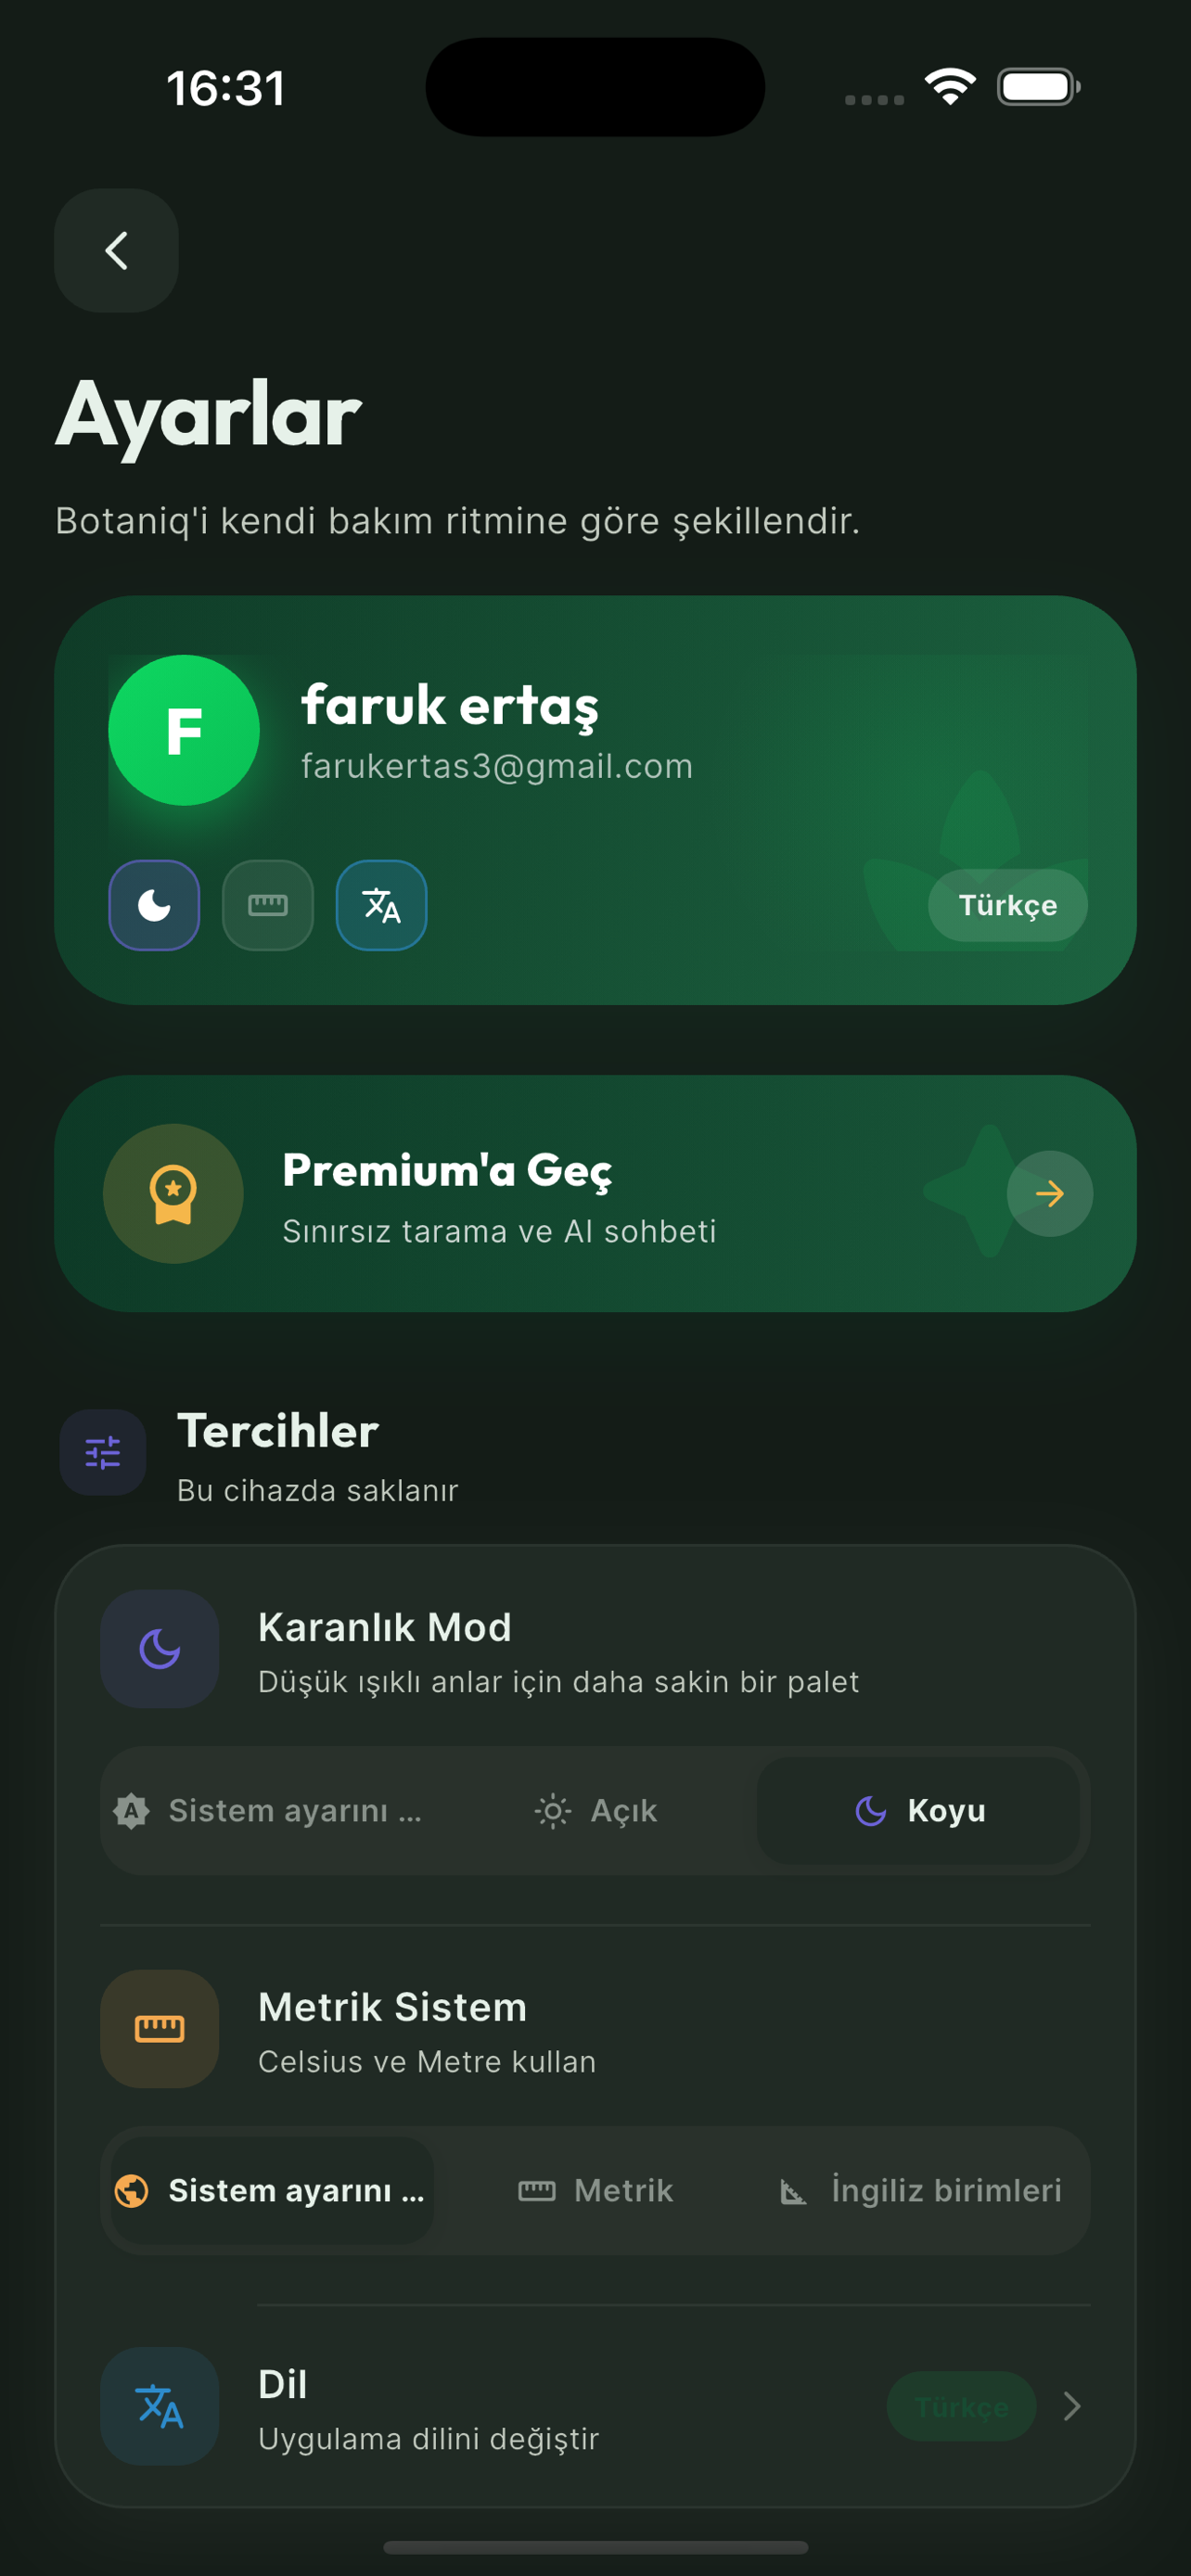 16:31
Ayarlar
Botaniq'i kendi bakım ritmine göre şekillendir.
F
faruk ertaş
farukertas3@gmail.com
Türkçe
Premium'a Geç
Sınırsız tarama ve AI sohbeti
Tercihler
Bu cihazda saklanır
Karanlık Mod
Düşük ışıklı anlar için daha sakin bir palet
Sistem ayarını ... Açık Koyu
Metrik Sistem
Celsius ve Metre kullan
Sistem ayarını ... Metrik İngiliz birimleri
Dil
Türkçe
Uygulama dilini değiştir